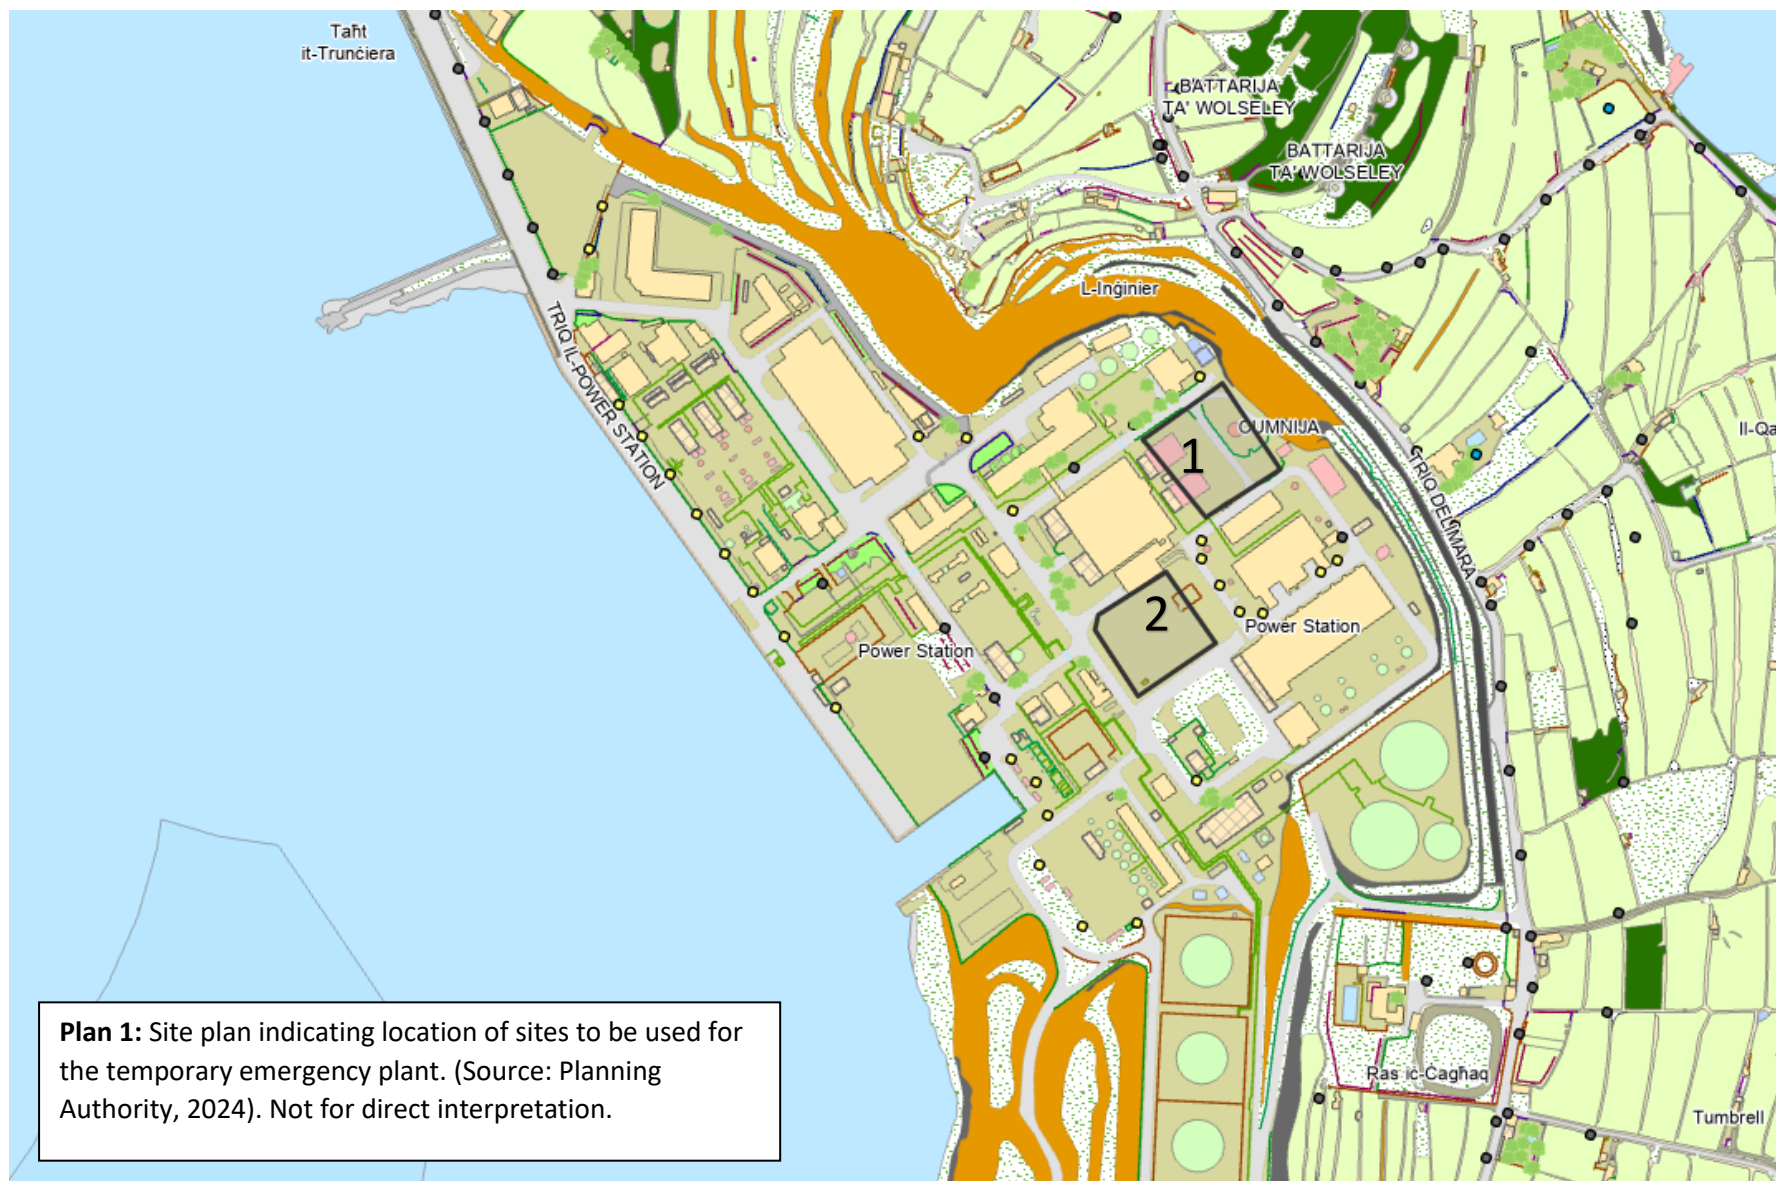 Taħt
it-Trunċiera
BATTARIJA
TA' WOLSELEY
BATTARIJA
TA' WOLSELEY
L-Inġinier
TRIQ IL-POWER STATION
CUMNIJA
1
Il-Qa
TRIQ DELIMARA
2
Power Station
Power Station
Plan 1: Site plan indicating location of sites to be used for
the temporary emergency plant. (Source: Planning
Authority, 2024). Not for direct interpretation.
Ras iċ-Ċagħaq
Tumbrell